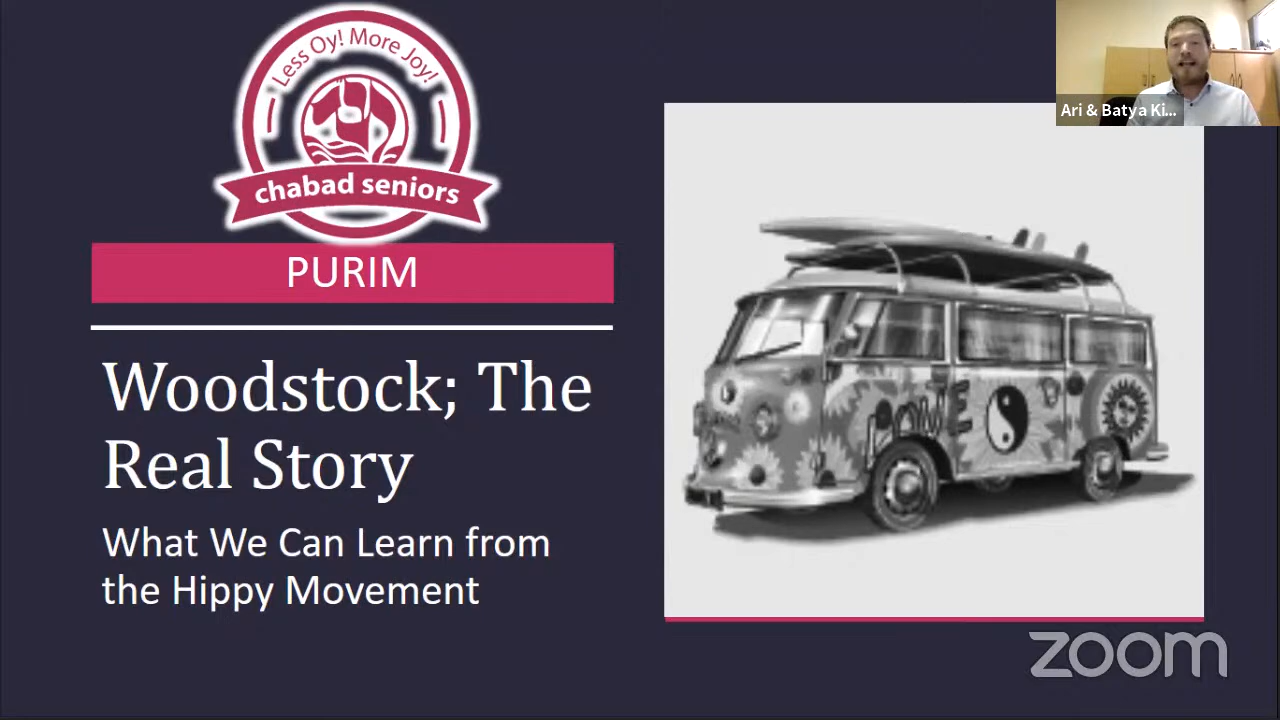 Less Oy! More Joy!
chabad seniors
Ari & Batya Ki...
PURIM
Woodstock; The
Real Story
What We Can Learn from
the Hippy Movement
LOVE
zoom